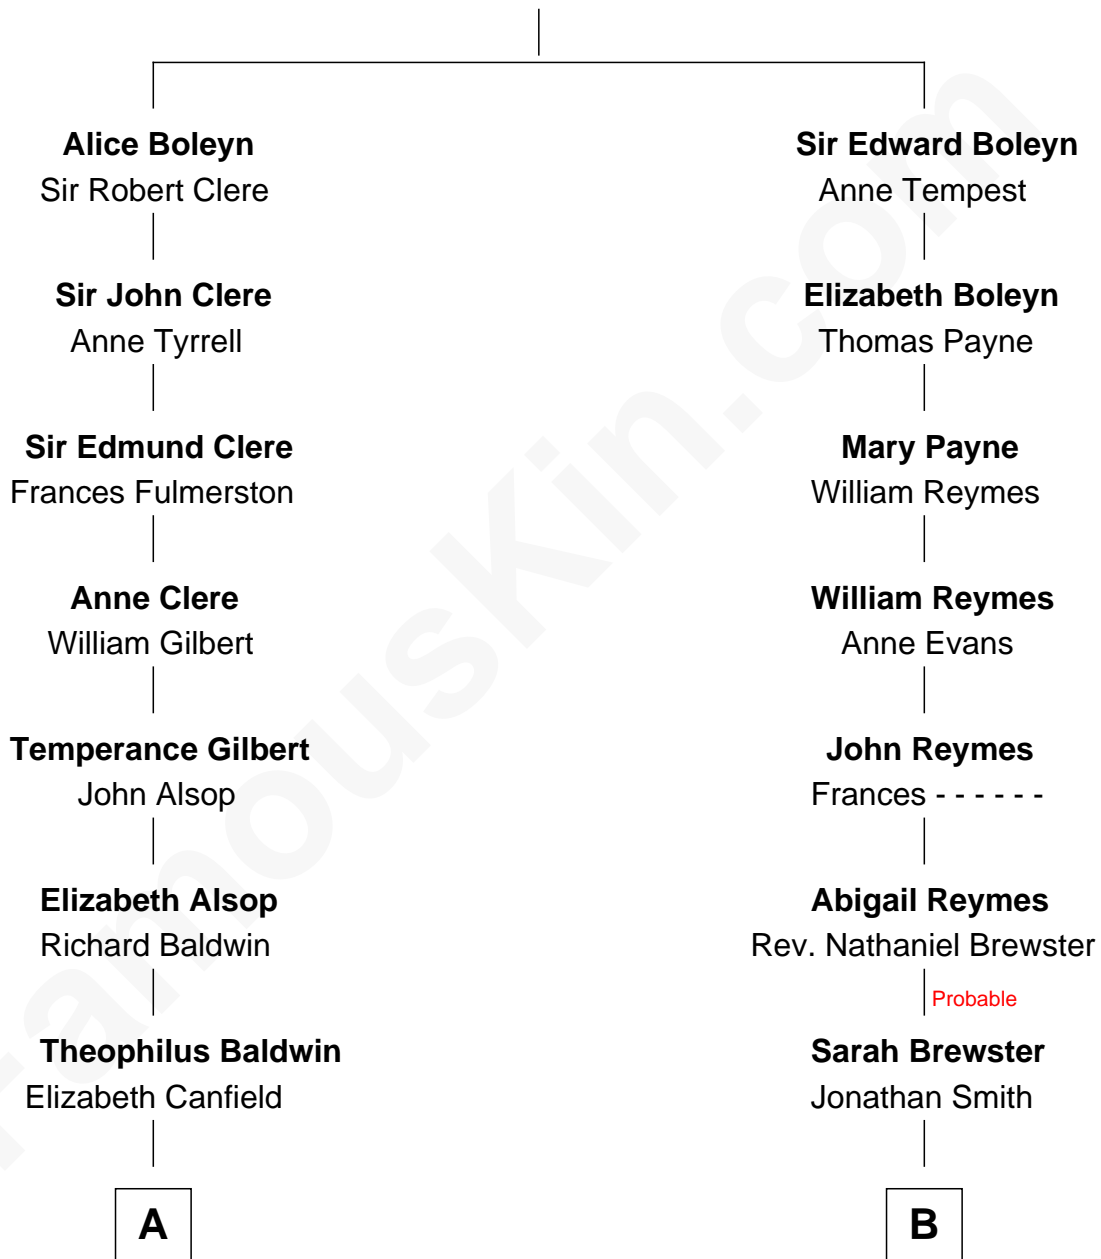 Alice Boleyn
Sir Robert Clere
Sir John Clere
Anne Tyrrell
Sir Edmund Clere
Frances Fulmerston
Anne Clere
William Gilbert
Temperance Gilbert
John Alsop
Elizabeth Alsop
Richard Baldwin
Theophilus Baldwin
Elizabeth Canfield
A
Sir Edward Boleyn
Anne Tempest
Elizabeth Boleyn
Thomas Payne
Mary Payne
William Reymes
William Reymes
Anne Evans
John Reymes
Frances - - - - - -
Abigail Reymes
Rev. Nathaniel Brewster
Probable
Sarah Brewster
Jonathan Smith
B
FamousKin.com